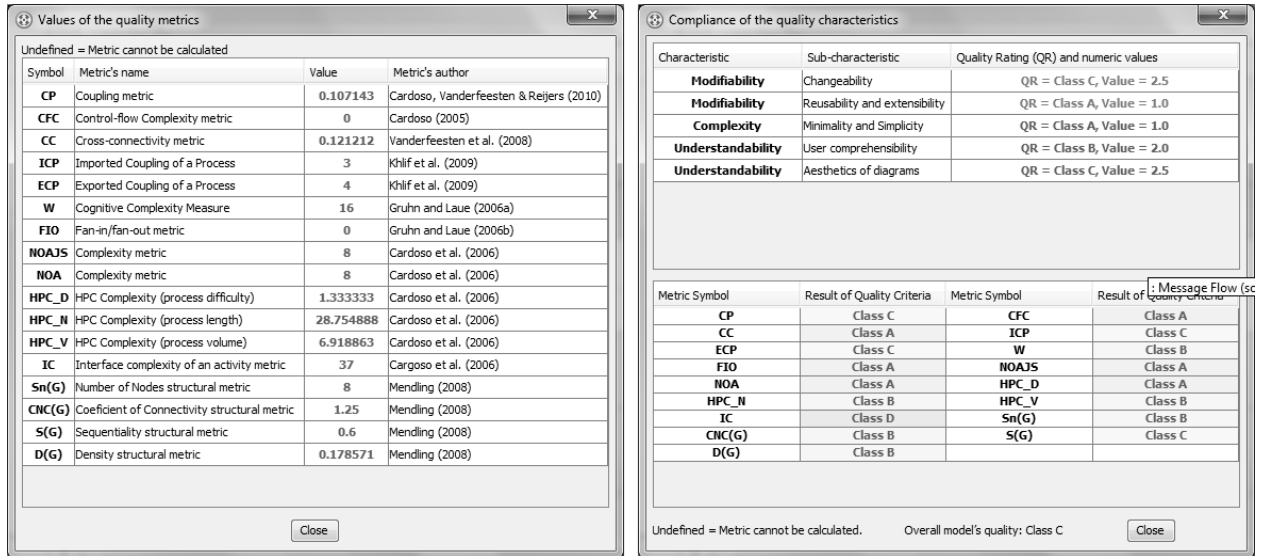 Values of the quality metrics
Undefined = Metric cannot be calculated
Symbol Metric's name Value Metric's author
CP Coupling metric 0.107143 Cardoso, Vanderfeesten & Reijers (2010)
CFC Control-flow Complexity metric 0 Cardoso (2005)
CC Cross-connectivity metric 0.121212 Vanderfeesten et al. (2008)
ICP Imported Coupling of a Process 3 Khlif et al. (2009)
ECP Exported Coupling of a Process 4 Khlif et al. (2009)
W Cognitive Complexity Measure 16 Gruhn and Laue (2006a)
FIO Fan-in/fan-out metric 0 Gruhn and Laue (2006b)
NOAJS Complexity metric 8 Cardoso et al. (2006)
NOA Complexity metric 8 Cardoso et al. (2006)
HPC_D HPC Complexity (process difficulty) 1.333333 Cardoso et al. (2006)
HPC_N HPC Complexity (process length) 28.754888 Cardoso et al. (2006)
HPC_V HPC Complexity (process volume) 6.918863 Cardoso et al. (2006)
IC Interface complexity of an activity metric 37 Cargoso et al. (2006)
Sn(G) Number of Nodes structural metric 8 Mendling (2008)
CNC(G) Coeficient of Connectivity structural metric 1.25 Mendling (2008)
S(G) Sequentiality structural metric 0.6 Mendling (2008)
D(G) Density structural metric 0.178571 Mendling (2008)
Close
Compliance of the quality characteristics
Characteristic Sub-characteristic Quality Rating (QR) and numeric values
Modifiability Changeability QR = Class C, Value = 2.5
Modifiability Reusability and extensibility QR = Class A, Value = 1.0
Complexity Minimality and Simplicity QR = Class A, Value = 1.0
Understandability User comprehensibility QR = Class B, Value = 2.0
Understandability Aesthetics of diagrams QR = Class C, Value = 2.5
: Message Flow (sc
Metric Symbol Result of Quality Criteria Metric Symbol Result of Quality Criteria
CP Class C CFC Class A
CC Class A ICP Class C
ECP Class C W Class B
FIO Class A NOAJS Class A
NOA Class A HPC_D Class A
HPC_N Class B HPC_V Class B
IC Class D Sn(G) Class B
CNC(G) Class B S(G) Class C
D(G) Class B
Undefined = Metric cannot be calculated. Overall model's quality: Class C Close